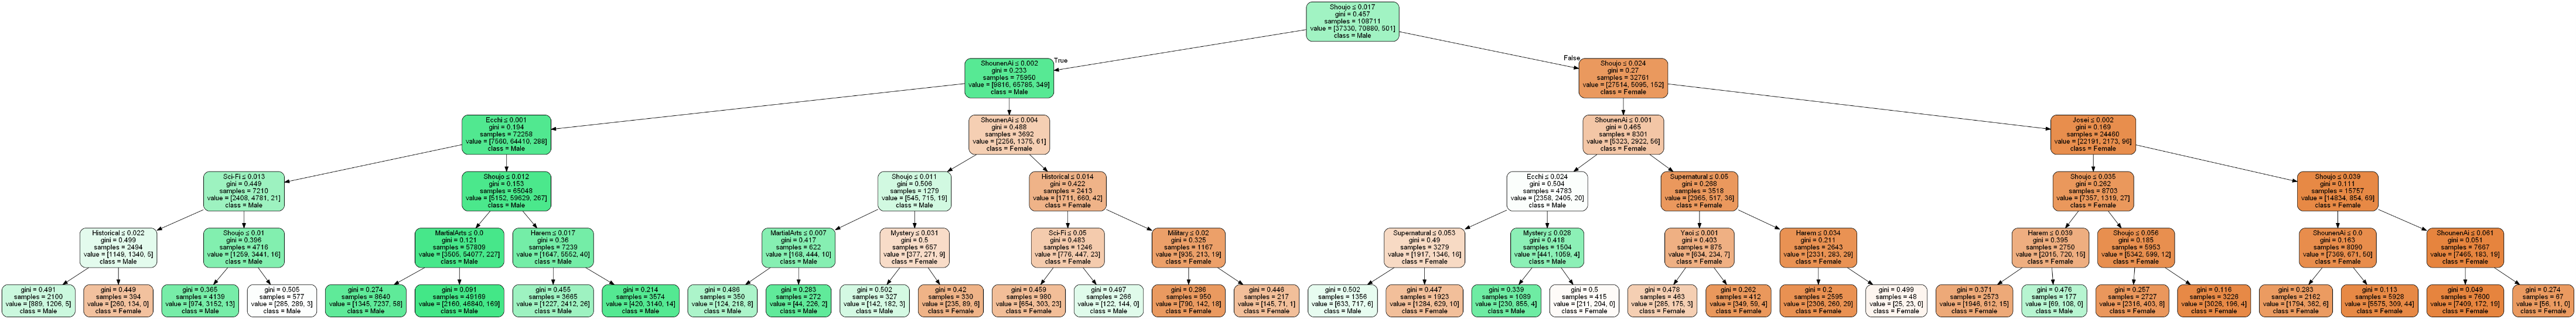 Shoujo ≤ 0.017
gini = 0.457
samples = 108711
value = [37330, 70880, 501]
class = Male
True
False
ShounenAi ≤ 0.002
gini = 0.233
samples = 75950
value = [9816, 65785, 349]
class = Male
Shoujo ≤ 0.024
gini = 0.27
samples = 32761
value = [27514, 5095, 152]
class = Female
Ecchi ≤ 0.001
gini = 0.194
samples = 72258
value = [7560, 64410, 288]
class = Male
ShounenAi ≤ 0.004
gini = 0.488
samples = 3692
value = [2256, 1375, 61]
class = Female
ShounenAi ≤ 0.001
gini = 0.465
samples = 8301
value = [5323, 2922, 56]
class = Female
Josei ≤ 0.002
gini = 0.169
samples = 24460
value = [22191, 2173, 96]
class = Female
Sci-Fi ≤ 0.013
gini = 0.449
samples = 7210
value = [2408, 4781, 21]
class = Male
Shoujo ≤ 0.012
gini = 0.153
samples = 65048
value = [5152, 59629, 267]
class = Male
Shoujo ≤ 0.011
gini = 0.506
samples = 1279
value = [545, 715, 19]
class = Male
Historical ≤ 0.014
gini = 0.422
samples = 2413
value = [1711, 660, 42]
class = Female
Ecchi ≤ 0.024
gini = 0.504
samples = 4783
value = [2358, 2405, 20]
class = Male
Supernatural ≤ 0.05
gini = 0.268
samples = 3518
value = [2965, 517, 36]
class = Female
Shoujo ≤ 0.035
gini = 0.262
samples = 8703
value = [7357, 1319, 27]
class = Female
Shoujo ≤ 0.039
gini = 0.111
samples = 15757
value = [14834, 854, 69]
class = Female
Historical ≤ 0.022
gini = 0.499
samples = 2494
value = [1149, 1340, 5]
class = Male
Shoujo ≤ 0.01
gini = 0.396
samples = 4716
value = [1259, 3441, 16]
class = Male
MartialArts ≤ 0.0
gini = 0.121
samples = 57809
value = [3505, 54077, 227]
class = Male
Harem ≤ 0.017
gini = 0.36
samples = 7239
value = [1647, 5552, 40]
class = Male
MartialArts ≤ 0.007
gini = 0.417
samples = 622
value = [168, 444, 10]
class = Male
Mystery ≤ 0.031
gini = 0.5
samples = 657
value = [377, 271, 9]
class = Female
Sci-Fi ≤ 0.05
gini = 0.483
samples = 1246
value = [776, 447, 23]
class = Female
Military ≤ 0.02
gini = 0.325
samples = 1167
value = [935, 213, 19]
class = Female
Supernatural ≤ 0.053
gini = 0.49
samples = 3279
value = [1917, 1346, 16]
class = Female
Mystery ≤ 0.028
gini = 0.418
samples = 1504
value = [441, 1059, 4]
class = Male
Yaoi ≤ 0.001
gini = 0.403
samples = 875
value = [634, 234, 7]
class = Female
Harem ≤ 0.034
gini = 0.211
samples = 2643
value = [2331, 283, 29]
class = Female
Harem ≤ 0.039
gini = 0.395
samples = 2750
value = [2015, 720, 15]
class = Female
Shoujo ≤ 0.056
gini = 0.185
samples = 5953
value = [5342, 599, 12]
class = Female
ShounenAi ≤ 0.0
gini = 0.163
samples = 8090
value = [7369, 671, 50]
class = Female
ShounenAi ≤ 0.061
gini = 0.051
samples = 7667
value = [7465, 183, 19]
class = Female
gini = 0.491
samples = 2100
value = [889, 1206, 5]
class = Male
gini = 0.449
samples = 394
value = [260, 134, 0]
class = Female
gini = 0.365
samples = 4139
value = [974, 3152, 13]
class = Male
gini = 0.505
samples = 577
value = [285, 289, 3]
class = Male
gini = 0.274
samples = 8640
value = [1345, 7237, 58]
class = Male
gini = 0.091
samples = 49169
value = [2160, 46840, 169]
class = Male
gini = 0.455
samples = 3665
value = [1227, 2412, 26]
class = Male
gini = 0.214
samples = 3574
value = [420, 3140, 14]
class = Male
gini = 0.486
samples = 350
value = [124, 218, 8]
class = Male
gini = 0.283
samples = 272
value = [44, 226, 2]
class = Male
gini = 0.502
samples = 327
value = [142, 182, 3]
class = Male
gini = 0.42
samples = 330
value = [235, 89, 6]
class = Female
gini = 0.459
samples = 980
value = [654, 303, 23]
class = Female
gini = 0.497
samples = 266
value = [122, 144, 0]
class = Male
gini = 0.286
samples = 950
value = [790, 142, 18]
class = Female
gini = 0.446
samples = 217
value = [145, 71, 1]
class = Female
gini = 0.502
samples = 1356
value = [633, 717, 6]
class = Male
gini = 0.447
samples = 1923
value = [1284, 629, 10]
class = Female
gini = 0.339
samples = 1089
value = [230, 855, 4]
class = Male
gini = 0.5
samples = 415
value = [211, 204, 0]
class = Female
gini = 0.478
samples = 463
value = [285, 175, 3]
class = Female
gini = 0.262
samples = 412
value = [349, 59, 4]
class = Female
gini = 0.2
samples = 2595
value = [2306, 260, 29]
class = Female
gini = 0.499
samples = 48
value = [25, 23, 0]
class = Female
gini = 0.371
samples = 2573
value = [1946, 612, 15]
class = Female
gini = 0.476
samples = 177
value = [69, 108, 0]
class = Male
gini = 0.257
samples = 2727
value = [2316, 403, 8]
class = Female
gini = 0.116
samples = 3226
value = [3026, 196, 4]
class = Female
gini = 0.283
samples = 2162
value = [1794, 362, 6]
class = Female
gini = 0.113
samples = 5928
value = [5575, 309, 44]
class = Female
gini = 0.049
samples = 7600
value = [7409, 172, 19]
class = Female
gini = 0.274
samples = 67
value = [56, 11, 0]
class = Female